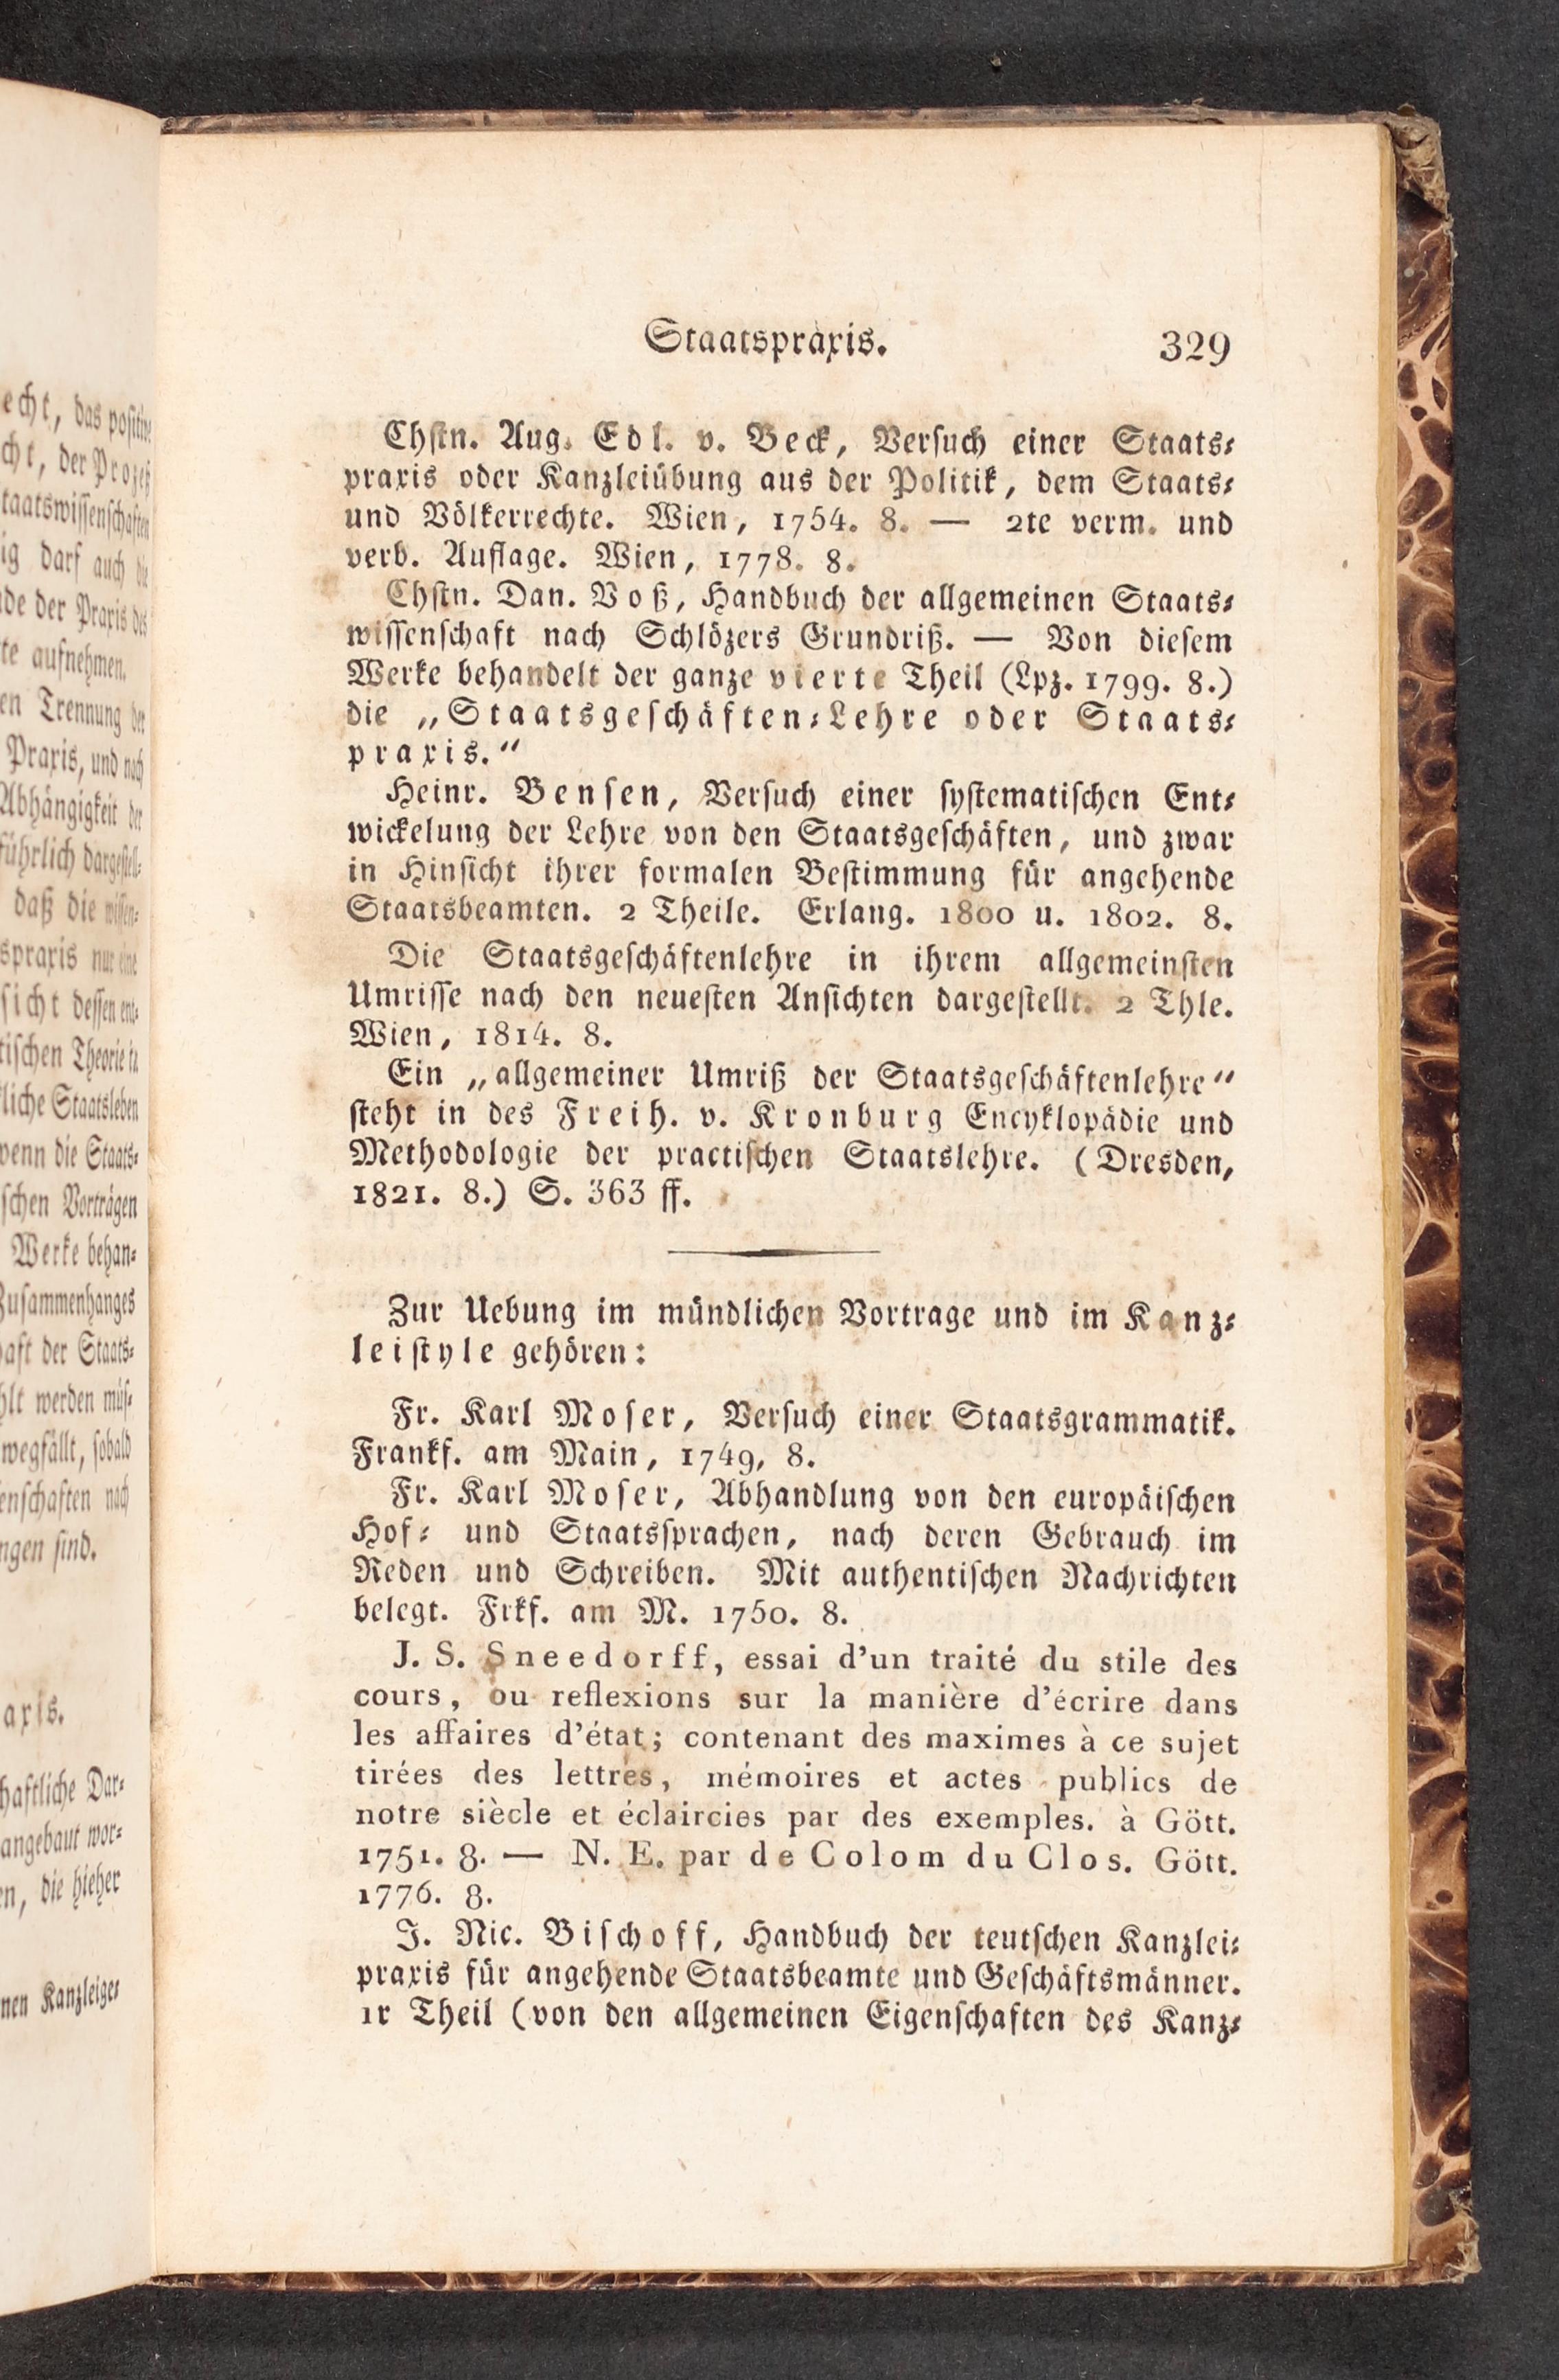 Staatspraxis. 329
Chſtn. Aug. Edl. v. Beck, Verſuch einer Staats⸗
praxis oder Kanzleiübung aus der Politik, dem Staats⸗
und Völkerrechte. Wien, 1754. 8. — 2te verm. und
verb. Auflage. Wien, 1778. 8.
Chſtn. Dan. Voß, Handbuch der allgemeinen Staats⸗
wiſſenſchaft nach Schlözers Grundriß. — Von dieſem
Werke behandelt der ganze vierte Theil (Lpz. 1799. 8.)
die „Staatsgeſchäften⸗Lehre oder Staats⸗
praxis.“
Heinr. Benſen, Verſuch einer ſyſtematiſchen Ent⸗
wickelung der Lehre von den Staatsgeſchäften, und zwar
in Hinſicht ihrer formalen Beſtimmung für angehende
Staatsbeamten. 2 Theile. Erlang. 1800 u. 1802. 8.
Die Staatsgeſchäftenlehre in ihrem allgemeinſten
Umriſſe nach den neueſten Anſichten dargeſtellt. 2 Thle.
Wien, 1814. 8.
Ein „allgemeiner Umriß der Staatsgeſchäftenlehre“
ſteht in des Freih. v. Kronburg Encyklopädie und
Methodologie der practiſchen Staatslehre. (Dresden,
1821. 8.) S. 363 ff.
Zur Uebung im mündlichen Vortrage und im Kanz⸗
leiſtyle gehören:
Fr. Karl Moſer, Verſuch einer Staatsgrammatik.
Frankf. am Main, 1749, 8.
Fr. Karl Moſer, Abhandlung von den europäiſchen
Hof⸗ und Staatsſprachen, nach deren Gebrauch im
Reden und Schreiben. Mit authentiſchen Nachrichten
belegt. Frkf. am M. 1750. 8.
J. S. Sneedorff, essai d'un traité du stile des
cours, ou reflexions sur la manière d'écrire dans
les affaires d'état; contenant des maximes à ce sujet
tirées des lettres, mémoires et actes publics de
notre siècle et éclaircies par des exemples. à Gött.
1751. 8. — N. E. par de Colom du Clos. Gött.
1776. 8.
J. Nic. Biſchoff, Handbuch der teutſchen Kanzlei⸗
praxis für angehende Staatsbeamte und Geſchäftsmänner.
1r Theil (von den allgemeinen Eigenſchaften des Kanz⸗